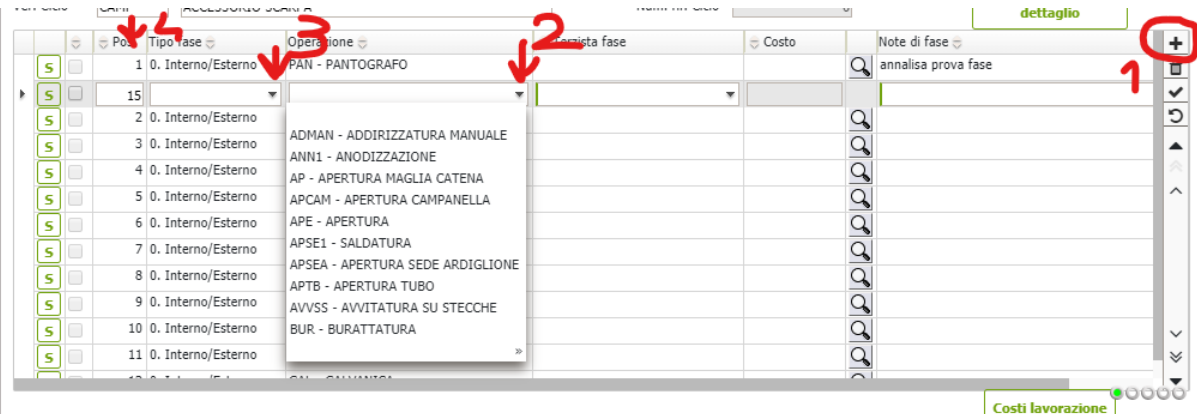 dettaglio
4 3 2 1
Pos Tipo fase Operazione Terzista fase Costo Note di fase
S 1 0. Interno/Esterno PAN - PANTOGRAFO annalisa prova fase
S 15
S 2 0. Interno/Esterno
ADMAN - ADDIRIZZATURA MANUALE
S 3 0. Interno/Esterno
ANN1 - ANODIZZAZIONE
S 4 0. Interno/Esterno
AP - APERTURA MAGLIA CATENA
S 5 0. Interno/Esterno
APCAM - APERTURA CAMPANELLA
S 6 0. Interno/Esterno
APE - APERTURA
S 7 0. Interno/Esterno
APSE1 - SALDATURA
S 8 0. Interno/Esterno
APSEA - APERTURA SEDE ARDIGLIONE
APTB - APERTURA TUBO
S 9 0. Interno/Esterno
AVVSS - AVVITATURA SU STECCHE
S 10 0. Interno/Esterno
BUR - BURATTATURA
S 11 0. Interno/Esterno
»
Costi lavorazione